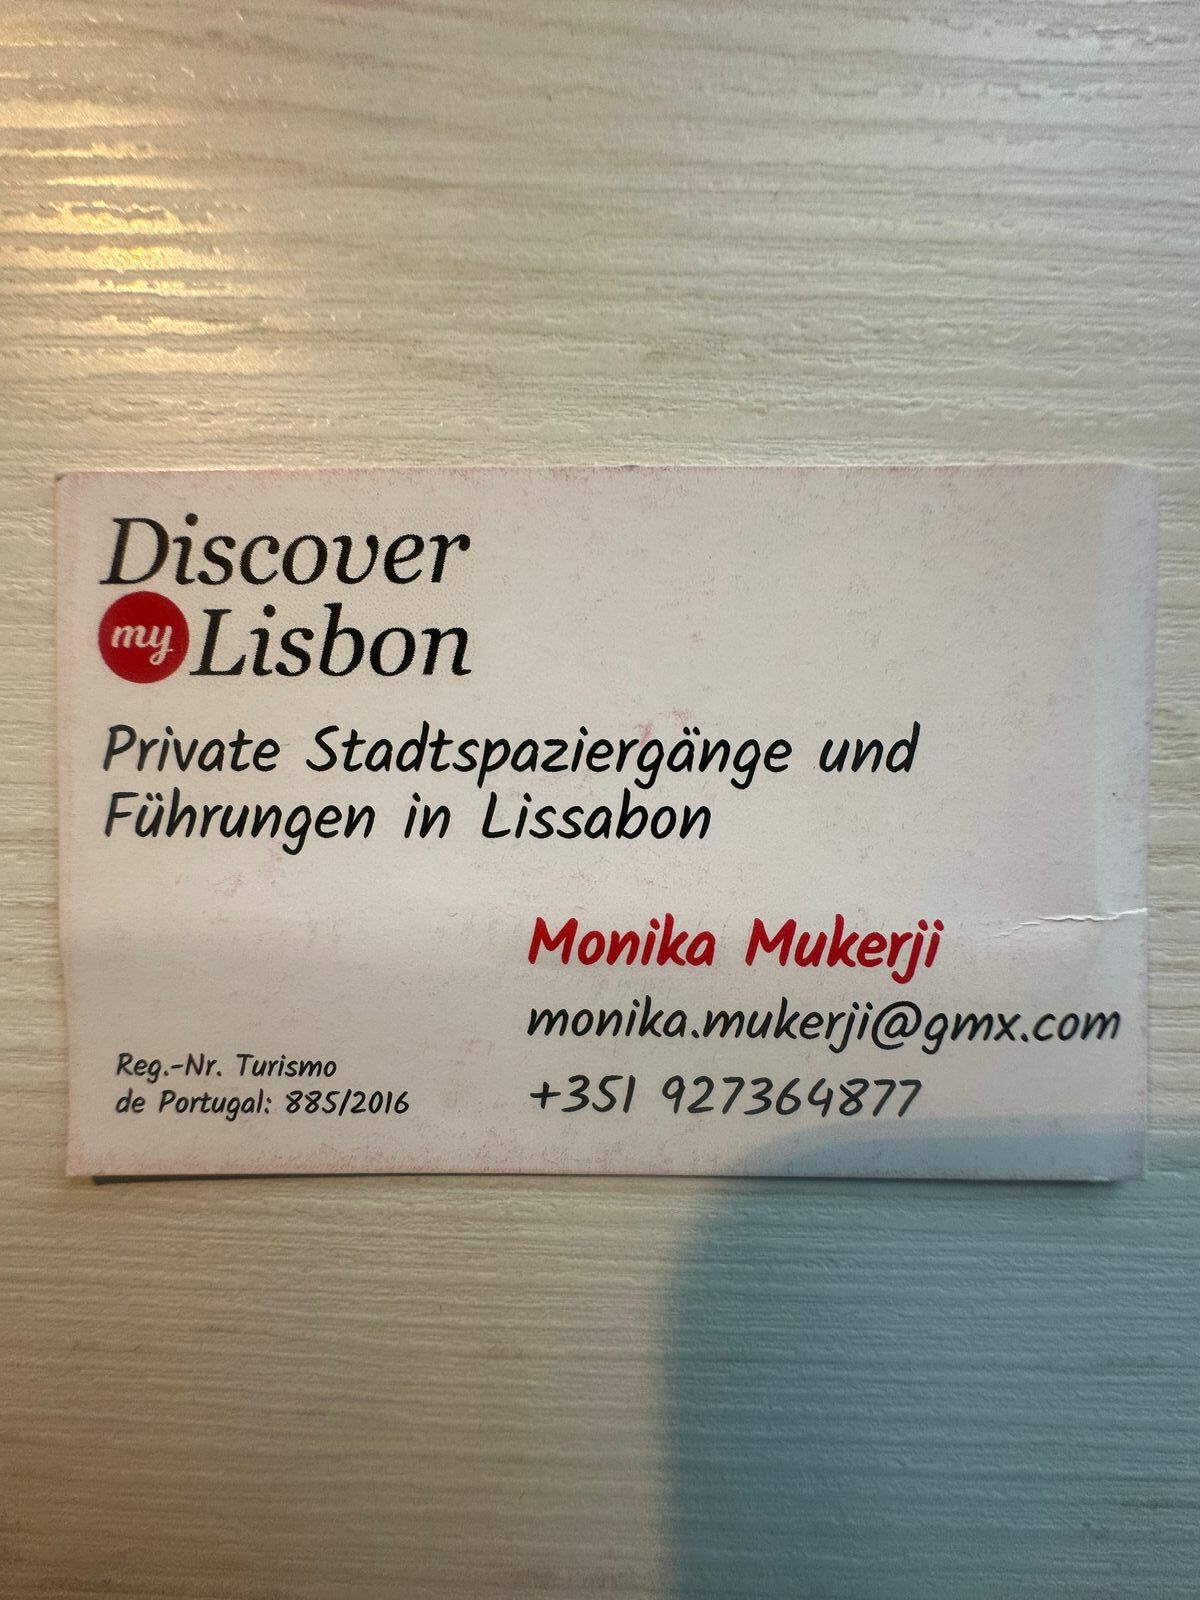 Discover
my Lisbon
Private Stadtspaziergänge und
Führungen in Lissabon
Monika Mukerji
monika.mukerji@gmx.com
+351 927364877
Reg.-Nr. Turismo
de Portugal: 885/2016